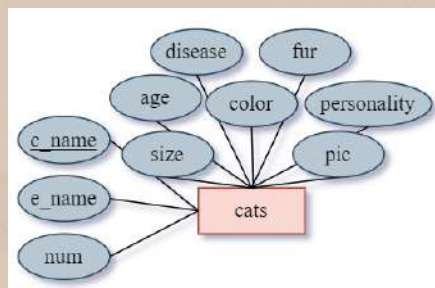 disease
fur
age
color
personality
c_name
size
pic
e_name
cats
num